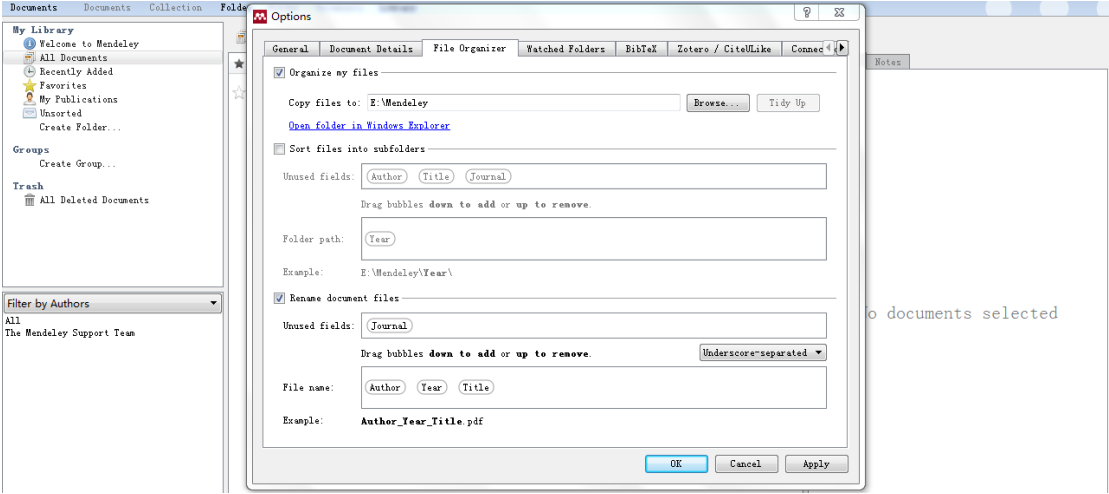 Documents Documents Collection Folde
Options
My Library
Welcome to Mendeley
All Documents
Recently Added
Favorites
My Publications
Unsorted
Create Folder...
Groups
Create Group...
Trash
All Deleted Documents
Filter by Authors
All
The Mendeley Support Team
General Document Details File Organizer Watched Folders BibTeX Zotero / CiteULike Connec
Organize my files
Copy files to: E:\Mendeley Browse... Tidy Up
Open folder in Windows Explorer
Sort files into subfolders
Unused fields: Author Title Journal
Drag bubbles down to add or up to remove.
Folder path: Year
Example: E:\Mendeley\Year\
Rename document files
Unused fields: Journal
Drag bubbles down to add or up to remove. Underscore-separated
File name: Author Year Title
Example: Author_Year_Title.pdf
OK Cancel Apply
Notes
o documents selected